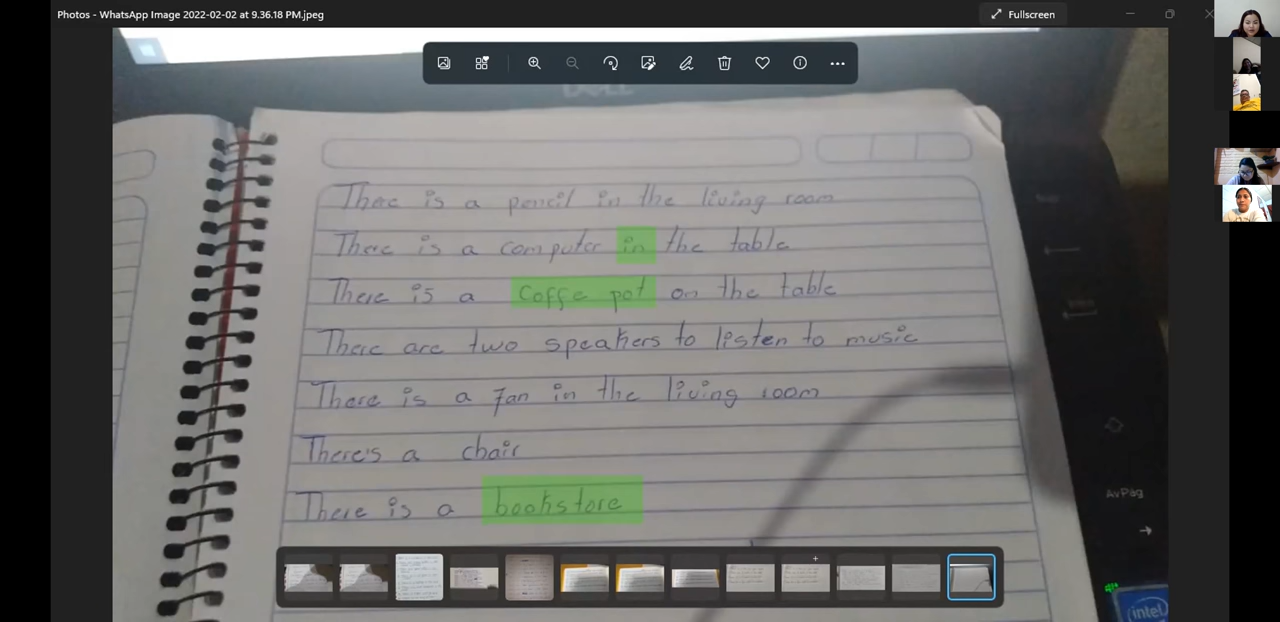 Photos - WhatsApp Image 2022-02-02 at 9.36.18 PM.jpeg
Fullscreen
DELL
There is a pencil in the living room
There is a computer in the table
There is a coffe pot on the table
There are two speakers to listen to music
There is a fan in the living room
There's a chair
There is a bookstore
AvPág
intel